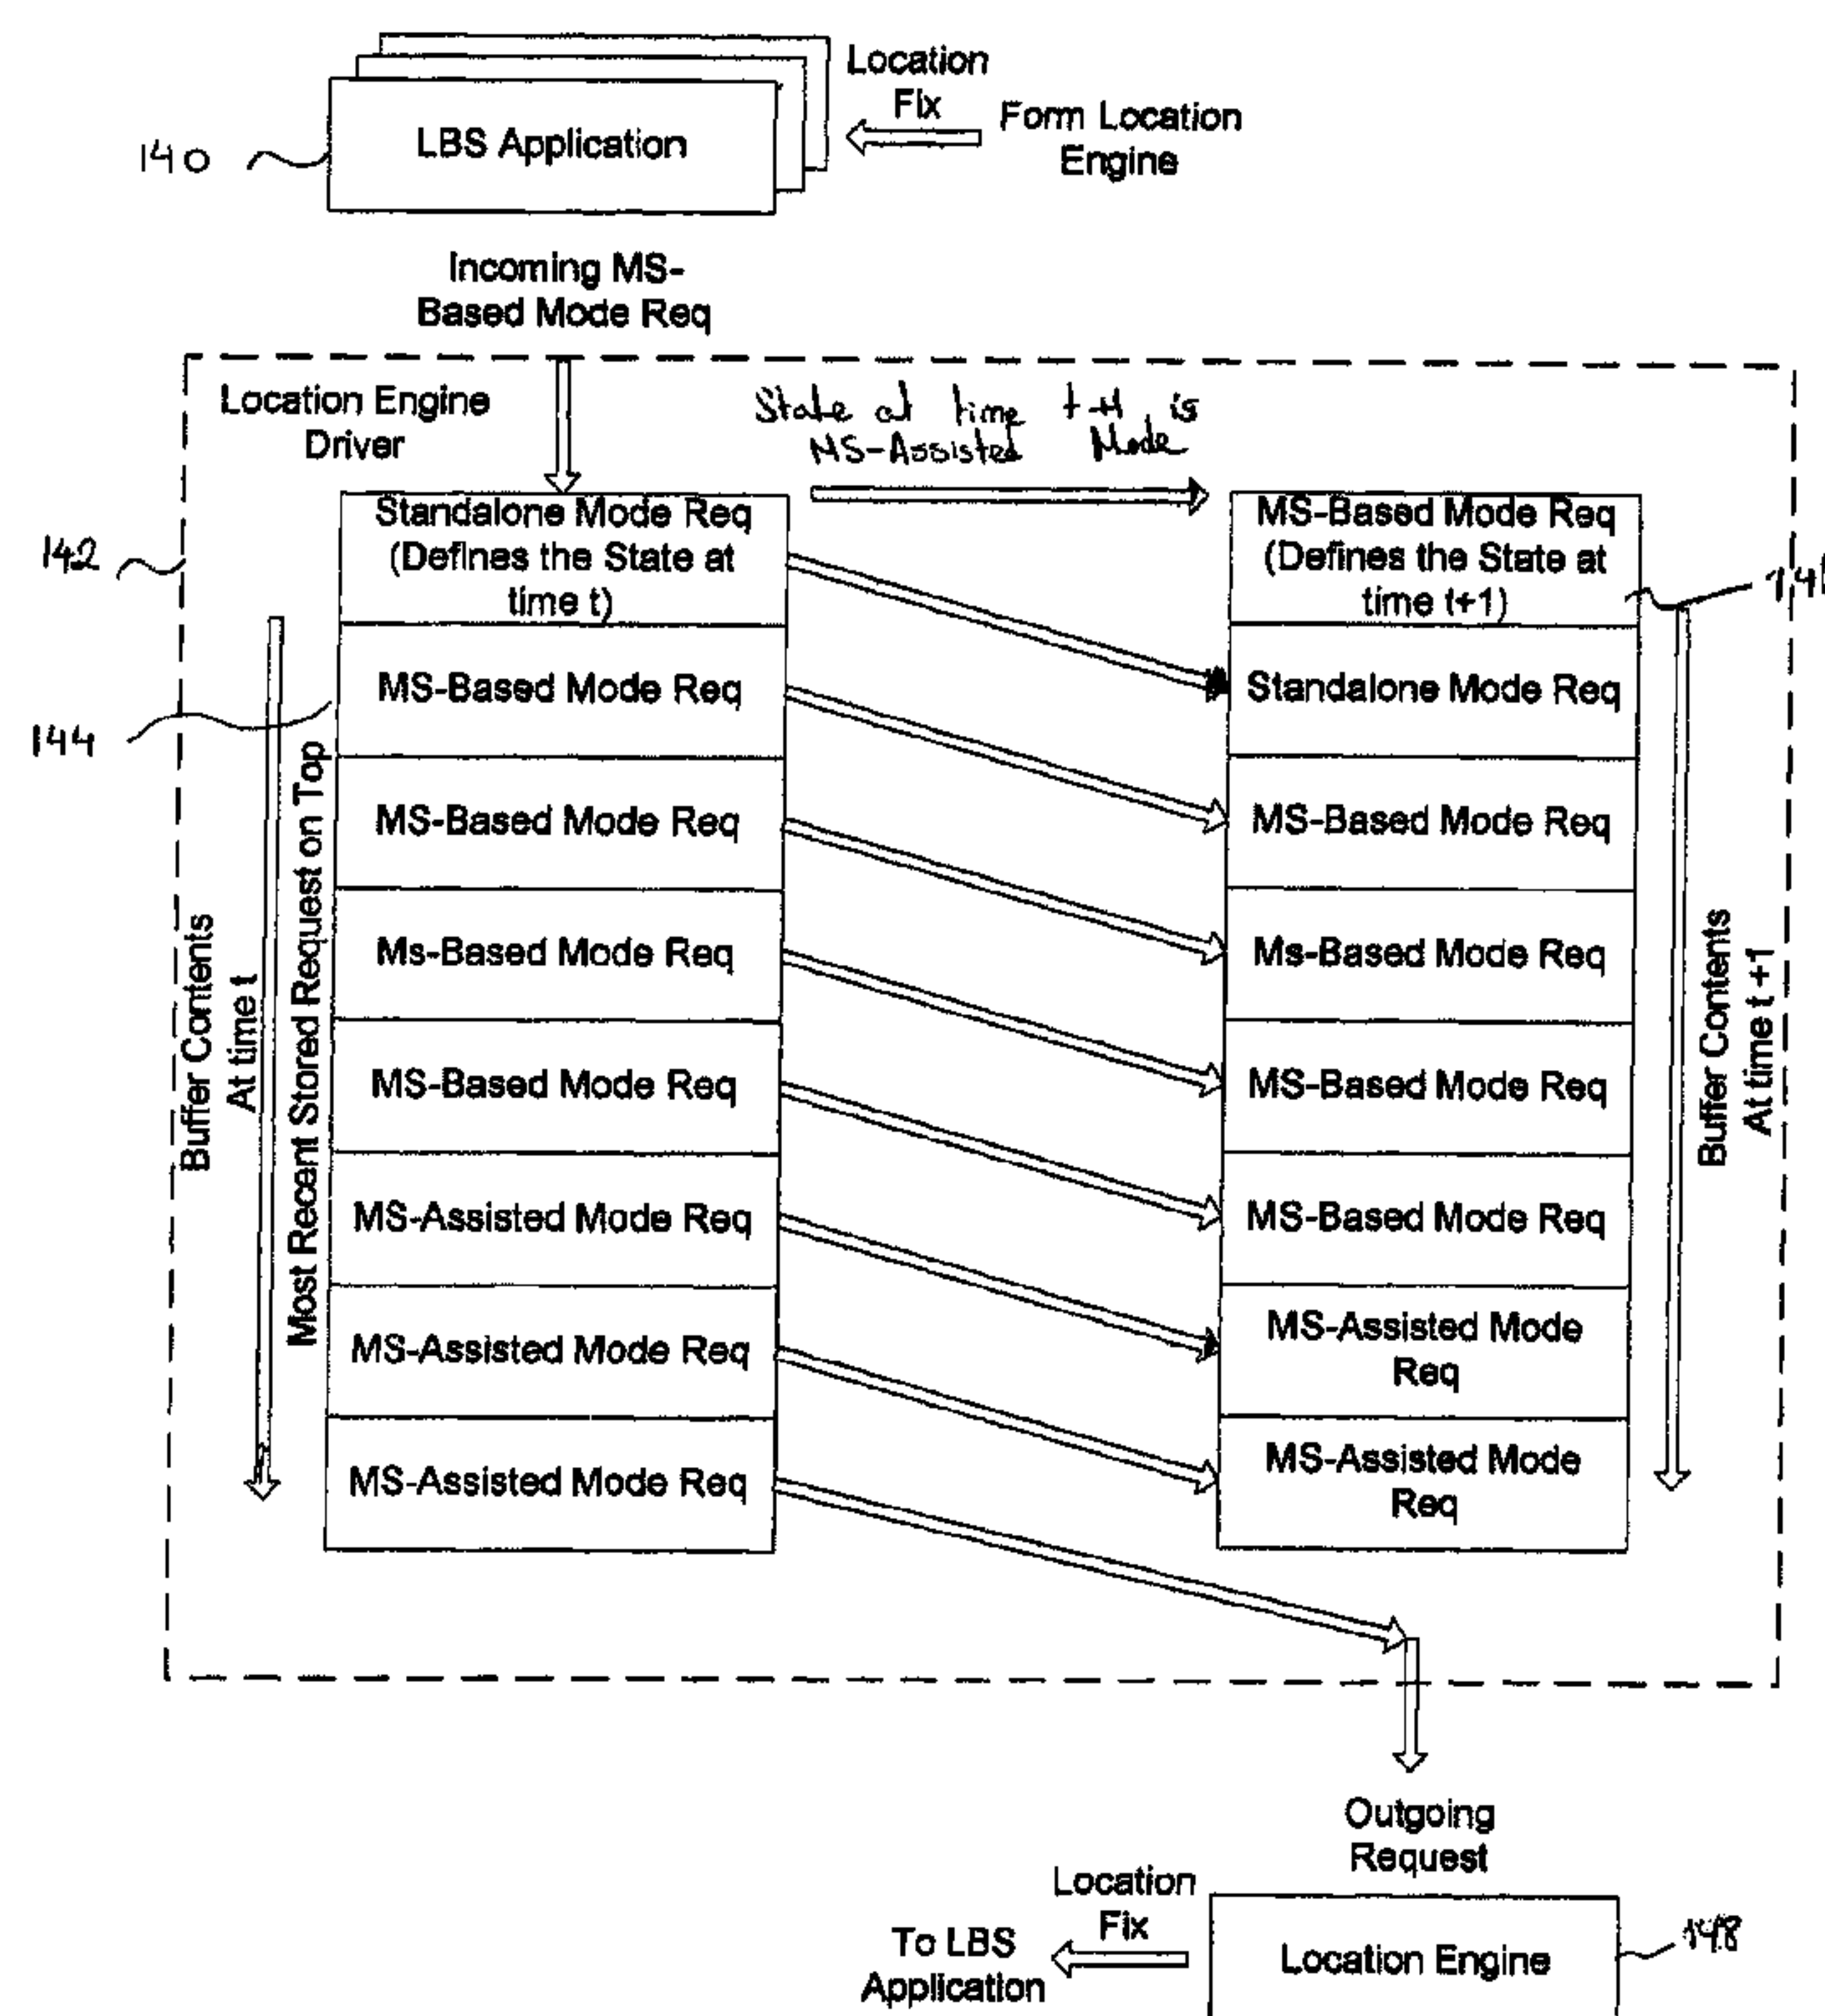 Location
Fix
Form Location
Engine
LBS Application
140
Incoming MS-
Based Mode Req
Location Engine
Driver
State at time t+1 is
MS-Assisted Mode
142
Standalone Mode Req
(Defines the State at
time t)
MS-Based Mode Req
(Defines the State at
time t+1)
144
MS-Based Mode Req
Standalone Mode Req
MS-Based Mode Req
MS-Based Mode Req
Ms-Based Mode Req
Ms-Based Mode Req
MS-Based Mode Req
MS-Based Mode Req
MS-Assisted Mode Req
MS-Based Mode Req
MS-Assisted Mode Req
MS-Assisted Mode
Req
MS-Assisted Mode Req
MS-Assisted Mode
Req
Buffer Contents
At time t
Most Recent Stored Request on Top
Buffer Contents
At time t +1
Outgoing
Request
Location
Fix
To LBS
Application
Location Engine
148